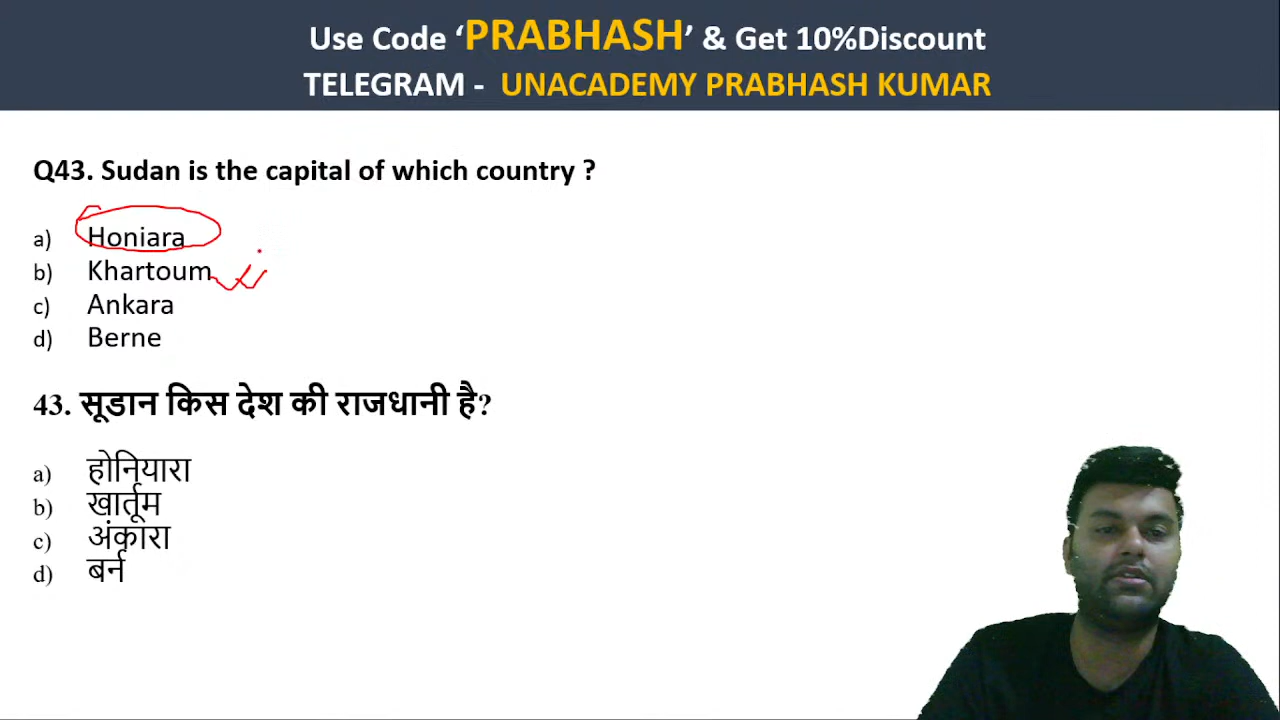 Use Code ‘PRABHASH’ & Get 10%Discount
TELEGRAM - UNACADEMY PRABHASH KUMAR
Q43. Sudan is the capital of which country ?
a) Honiara
b) Khartoum
c) Ankara
d) Berne
43. सूडान किस देश की राजधानी है?
a) होनियारा
b) खार्तूम
c) अंकारा
d) बर्न